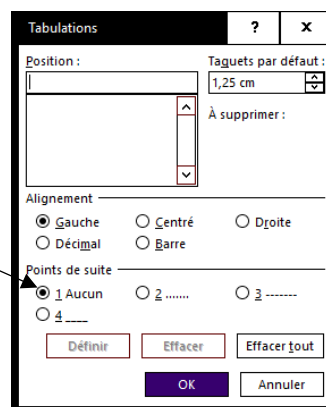 Tabulations ? x
Position : Taquets par défaut :
1,25 cm
À supprimer :
Alignement
Gauche Centré Droite
Décimal Barre
Points de suite
1 Aucun 2 ....... 3 -------
4 ____
Définir Effacer Effacer tout
OK Annuler